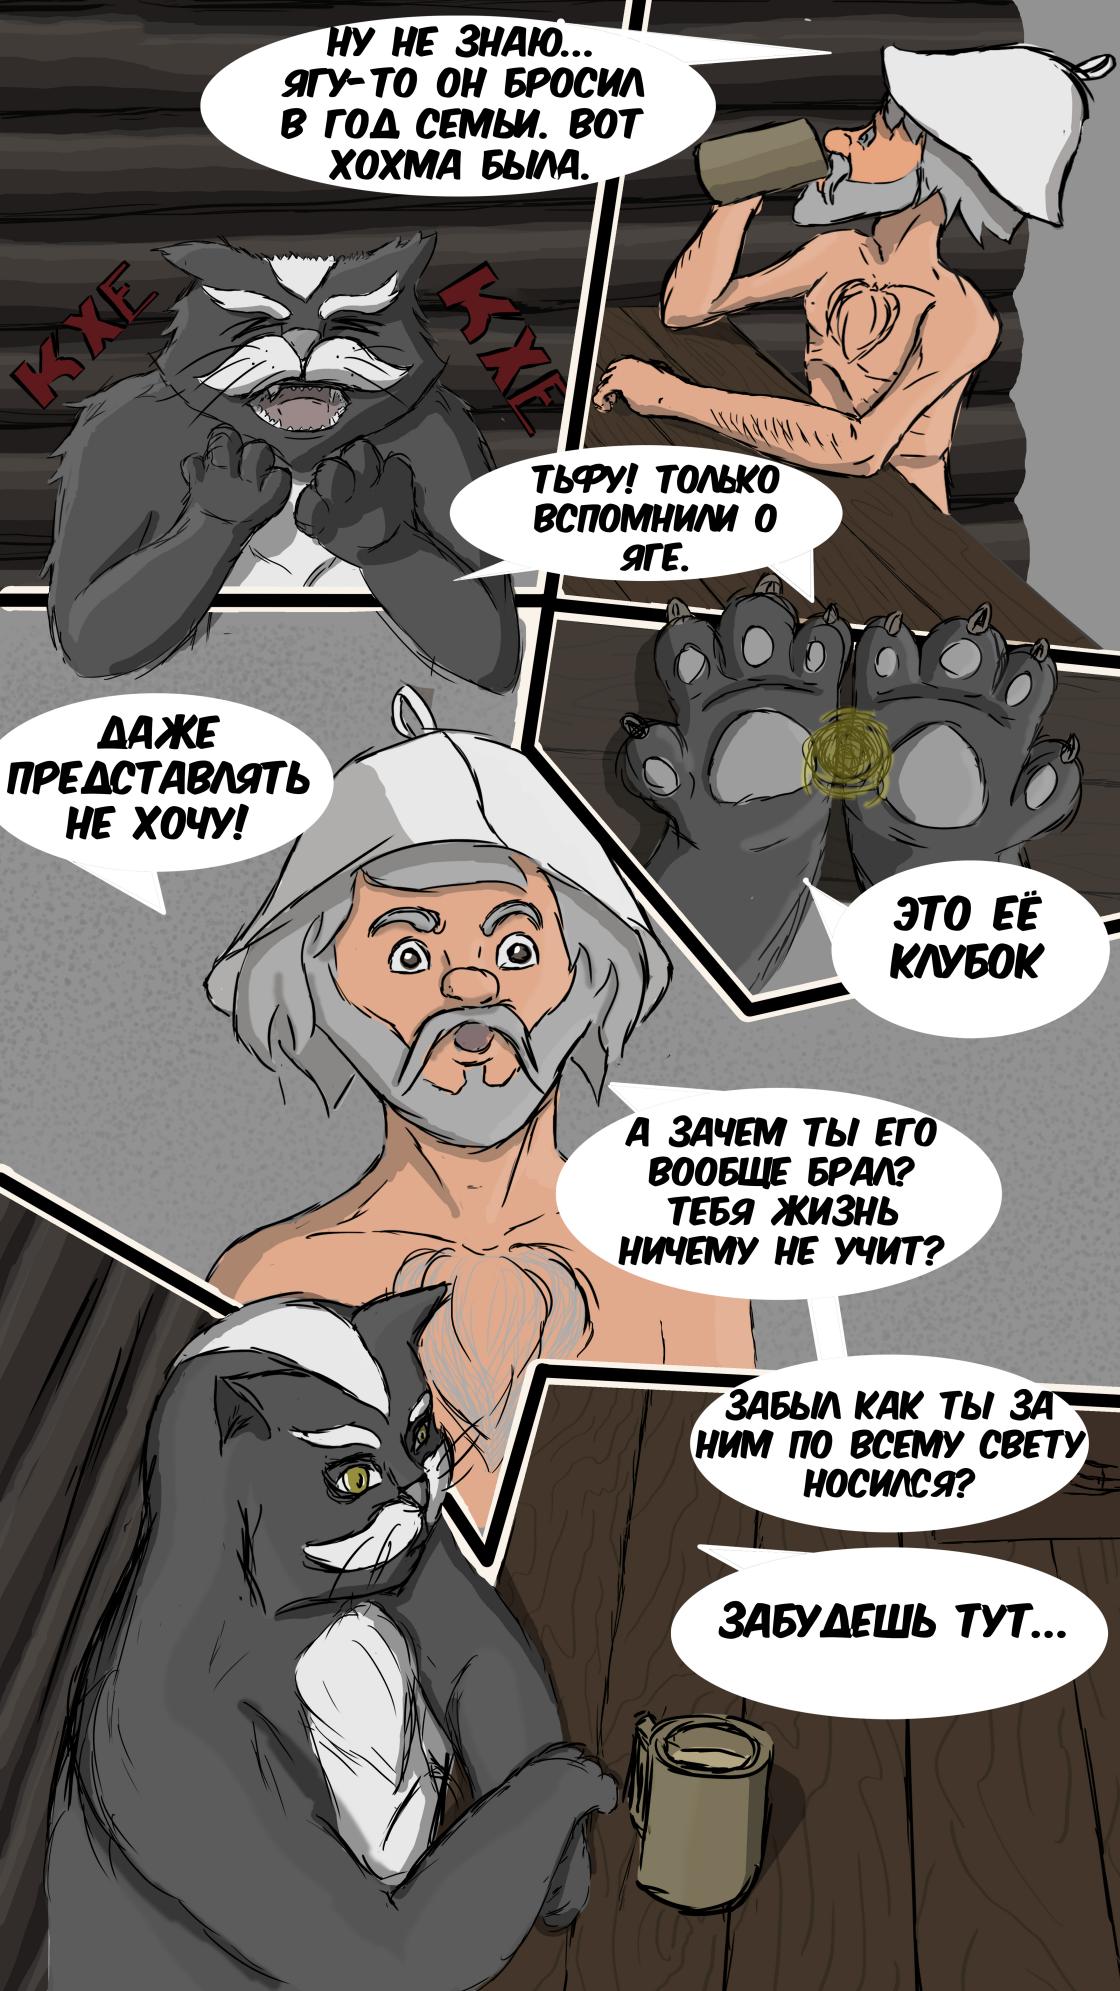 НУ НЕ ЗНАЮ...
ЯГУ-ТО ОН БРОСИЛ
В ГОД СЕМЬИ. ВОТ
ХОХМА БЫЛА.
КХЕ
КХЕ
ТЬФУ! ТОЛЬКО
ВСПОМНИЛИ О
ЯГЕ.
ДАЖЕ
ПРЕДСТАВЛЯТЬ
НЕ ХОЧУ!
ЭТО ЕЁ
КЛУБОК
А ЗАЧЕМ ТЫ ЕГО
ВООБЩЕ БРАЛ?
ТЕБЯ ЖИЗНЬ
НИЧЕМУ НЕ УЧИТ?
ЗАБЫЛ КАК ТЫ ЗА
НИМ ПО ВСЕМУ СВЕТУ
НОСИЛСЯ?
ЗАБУДЕШЬ ТУТ...